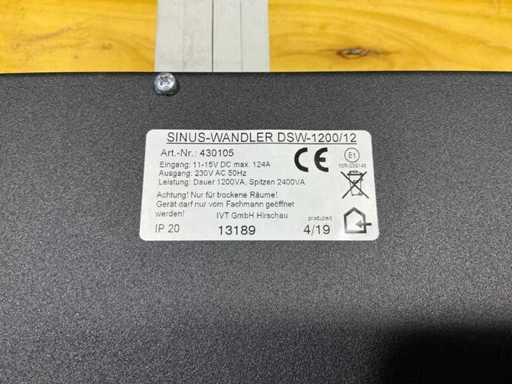 SINUS-WANDLER DSW-1200/12
Art.-Nr.: 430105
Eingang: 11-15V DC max. 124A
Ausgang: 230V AC 50Hz
Leistung: Dauer 1200VA, Spitzen 2400VA
CE
E1
Achtung! Nur für trockene Räume!
Gerät darf nur vom Fachmann geöffnet
werden! IVT GmbH Hirschau
produziert
IP 20 13189 4/19